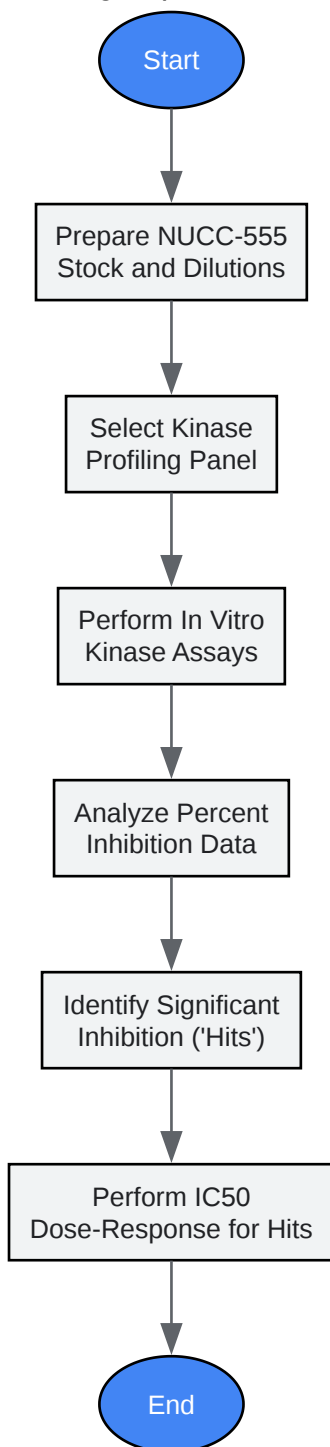 Start
Prepare NUCC-555
Stock and Dilutions
Select Kinase
Profiling Panel
Perform In Vitro
Kinase Assays
Analyze Percent
Inhibition Data
Identify Significant
Inhibition ('Hits')
Perform IC50
Dose-Response for Hits
End